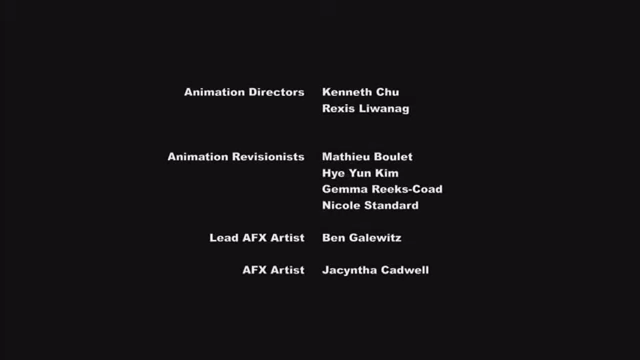 Animation Directors Kenneth Chu
Rexis Liwanag
Animation Revisionists Mathieu Boulet
Hye Yun Kim
Gemma Reeks-Coad
Nicole Standard
Lead AFX Artist Ben Galewitz
AFX Artist Jacyntha Cadwell